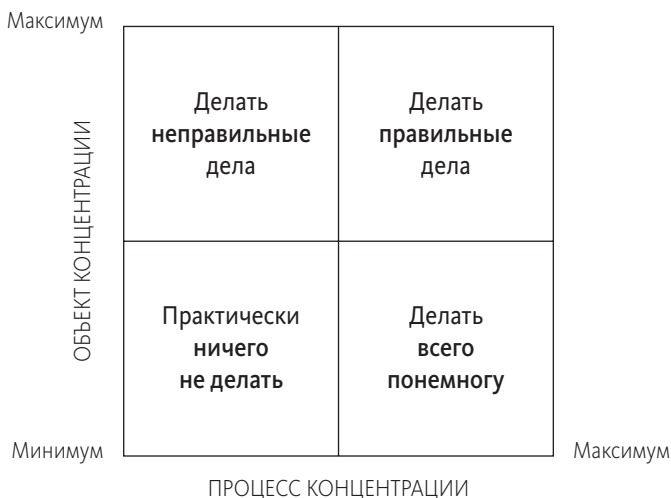 Максимум
Делать
неправильные
дела
Делать
правильные
дела
ОБЪЕКТ КОНЦЕНТРАЦИИ
Практически
ничего
не делать
Делать
всего
понемногу
Минимум
Максимум
ПРОЦЕСС КОНЦЕНТРАЦИИ